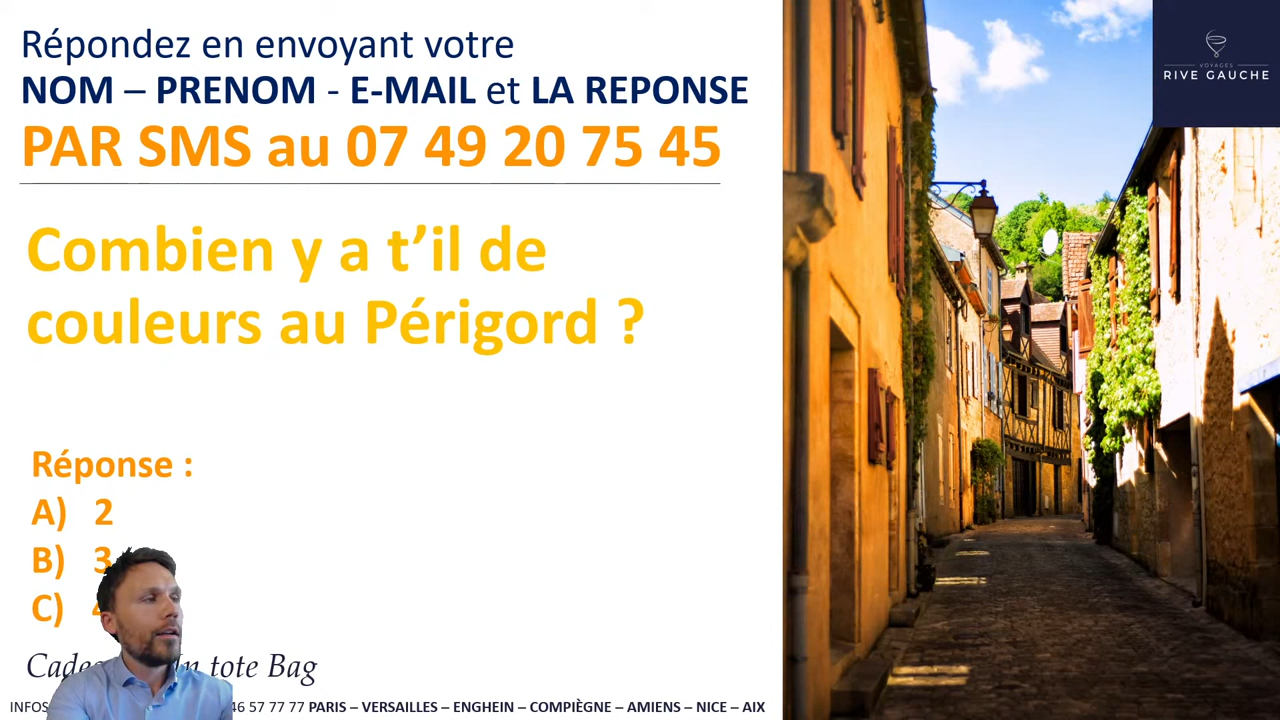 Répondez en envoyant votre
NOM – PRENOM - E-MAIL et LA REPONSE
PAR SMS au 07 49 20 75 45
VOYAGES
RIVE GAUCHE
Combien y a t’il de
couleurs au Périgord ?
Réponse :
A) 2
B) 3
C)
tote Bag
INFOS 46 57 77 77 PARIS – VERSAILLES – ENGHEIN – COMPIÈGNE – AMIENS – NICE – AIX